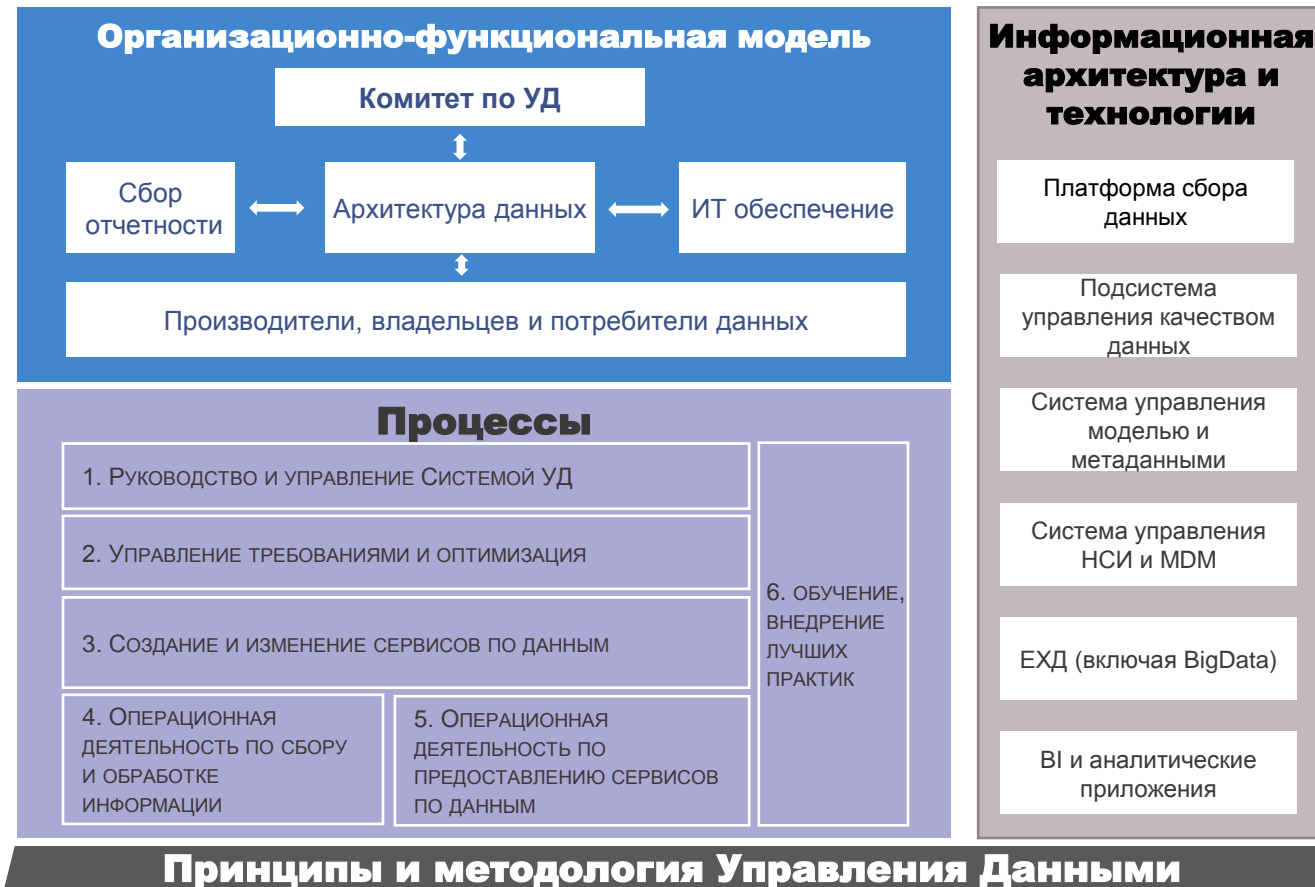 Организационно-функциональная модель
Комитет по УД
Сбор
отчетности
Архитектура данных
ИТ обеспечение
Производители, владельцев и потребители данных
Процессы
1. Руководство и управление Системой УД
2. Управление требованиями и оптимизация
3. Создание и изменение сервисов по данным
4. Операционная
деятельность по сбору
и обработке
информации
5. Операционная
деятельность по
предоставлению сервисов
по данным
6. обучение,
внедрение
лучших
практик
Информационная
архитектура и
технологии
Платформа сбора
данных
Подсистема
управления качеством
данных
Система управления
моделью и
метаданными
Система управления
НСИ и MDM
ЕХД (включая BigData)
BI и аналитические
приложения
Принципы и методология Управления Данными